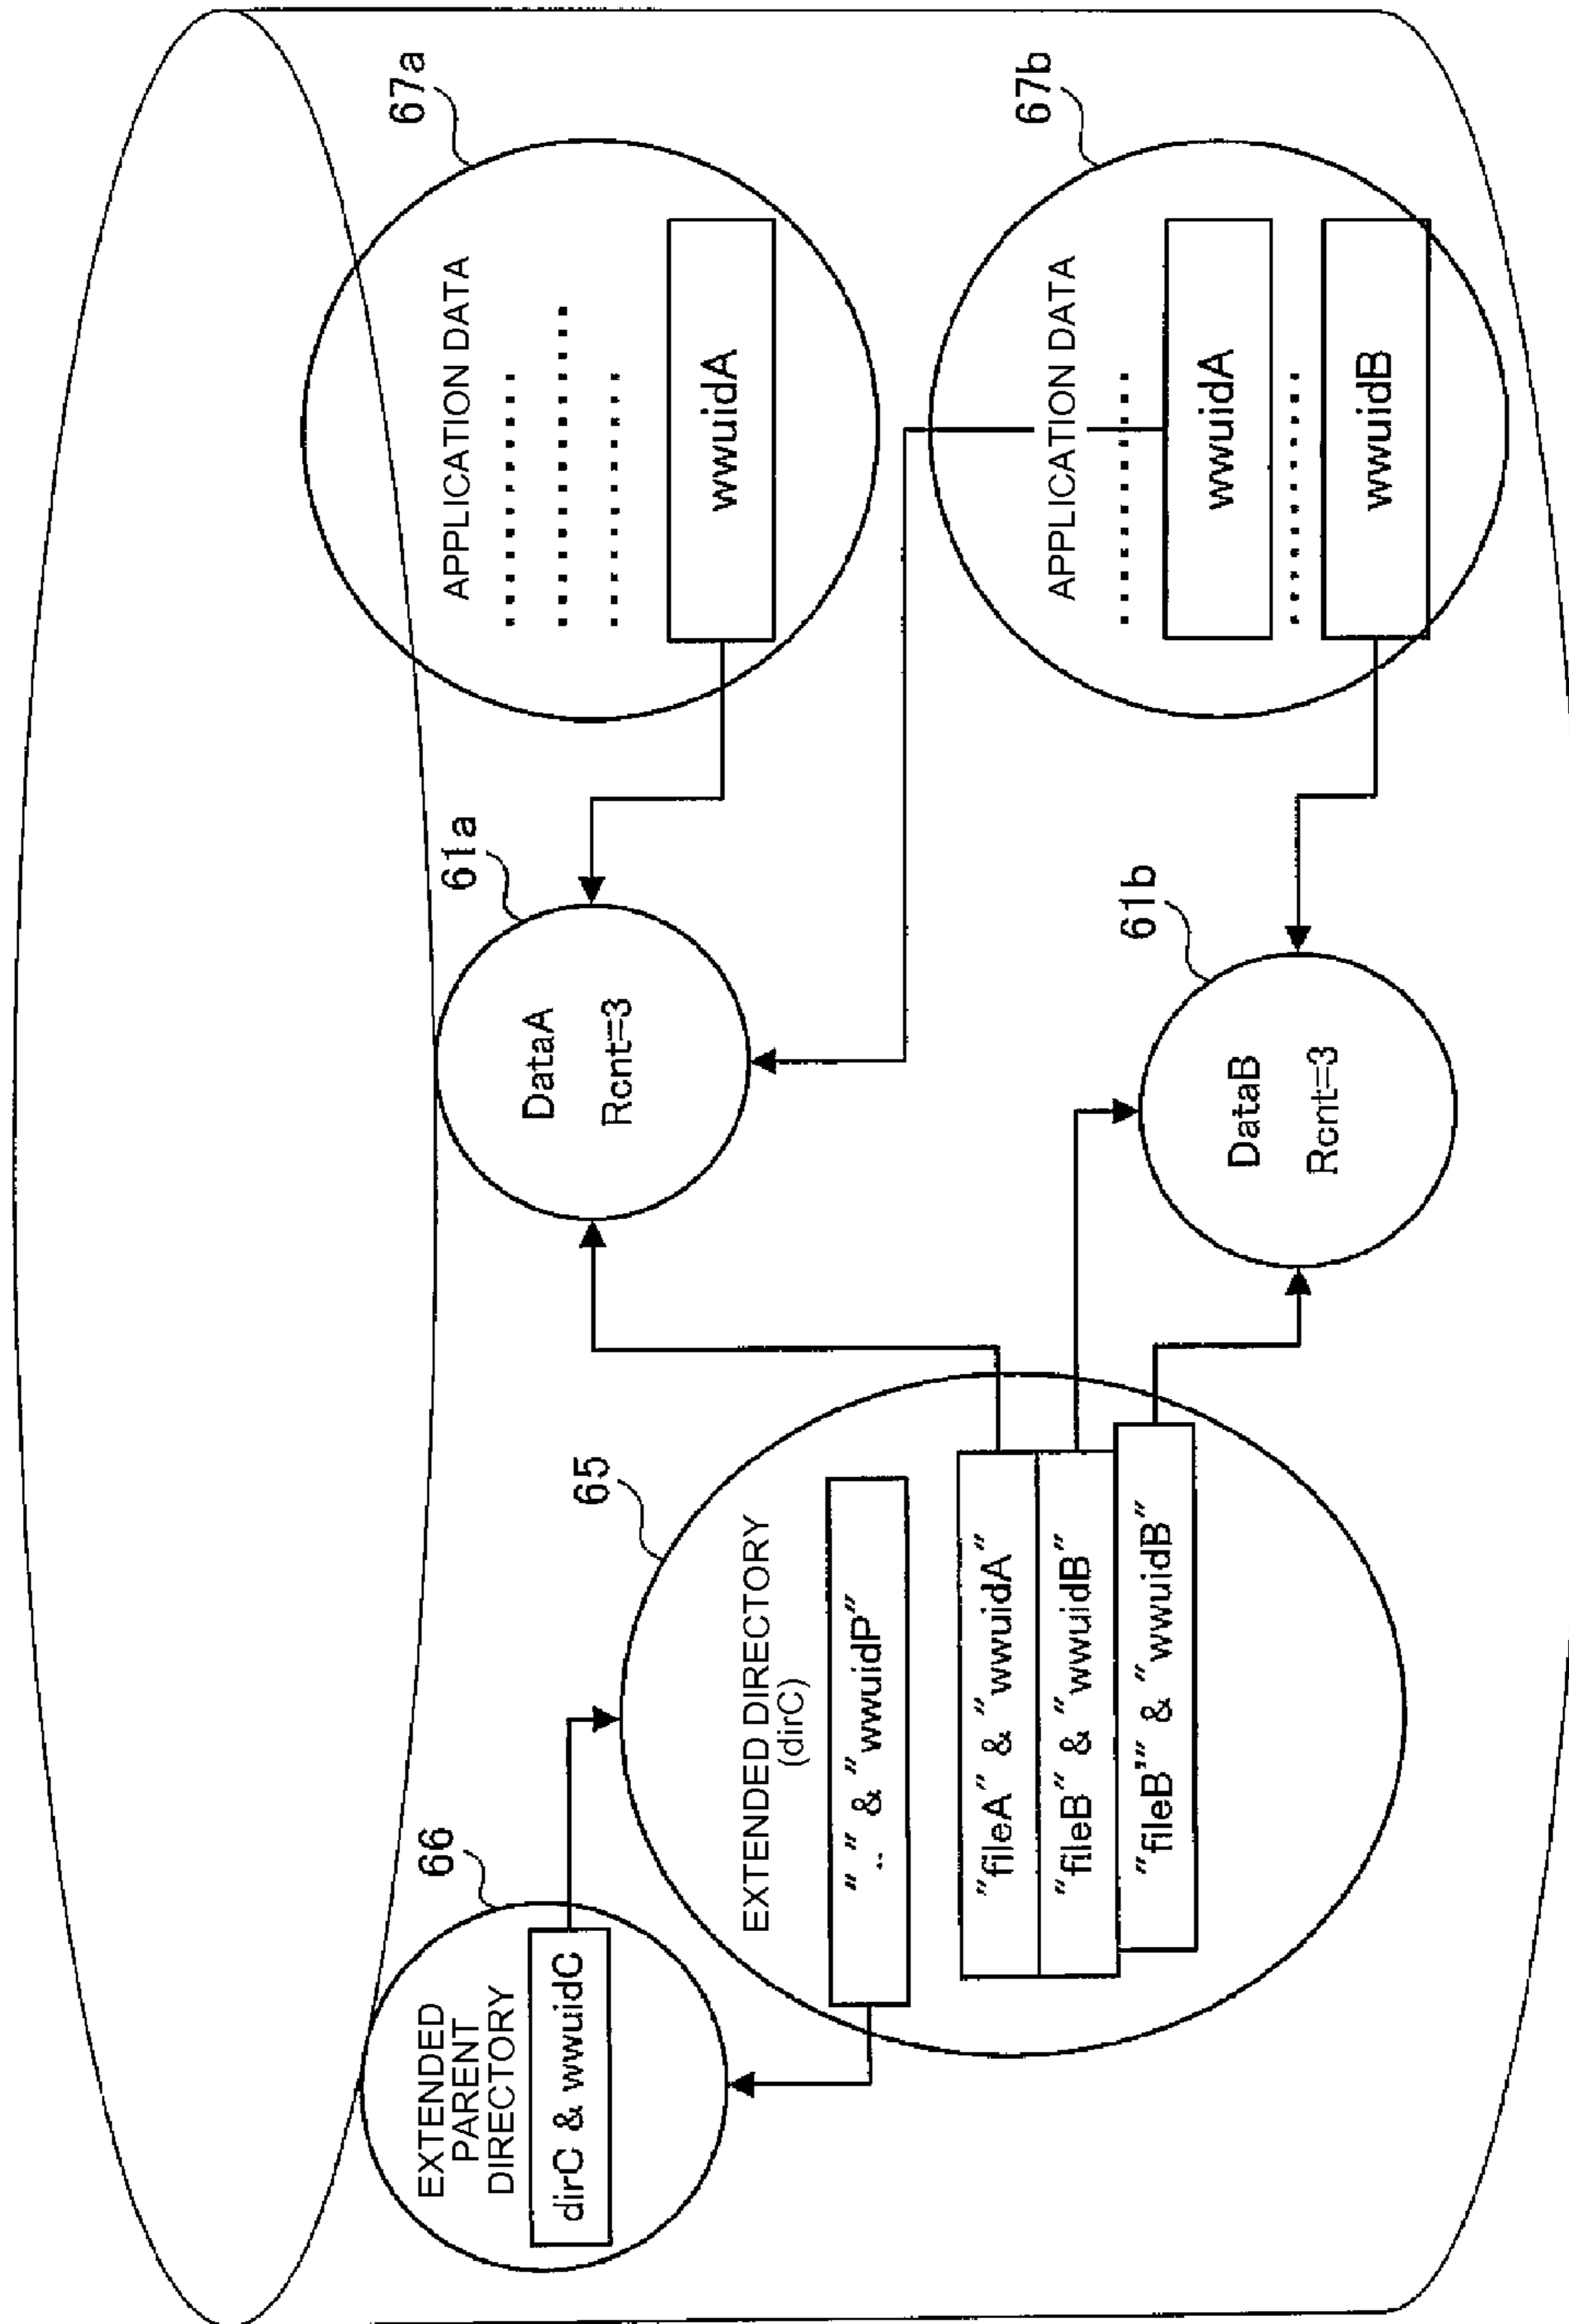 66
EXTENDED
PARENT
DIRECTORY
dirC & wwuidC
65
EXTENDED DIRECTORY
(dirC)
".." & "wwuidP"
"fileA" & "wwuidA"
"fileB" & "wwuidB"
"fileB'" & "wwuidB"
61a
DataA
Rcnt=3
61b
DataB
Rcnt=3
67a
APPLICATION DATA
wwuidA
67b
APPLICATION DATA
wwuidA
wwuidB